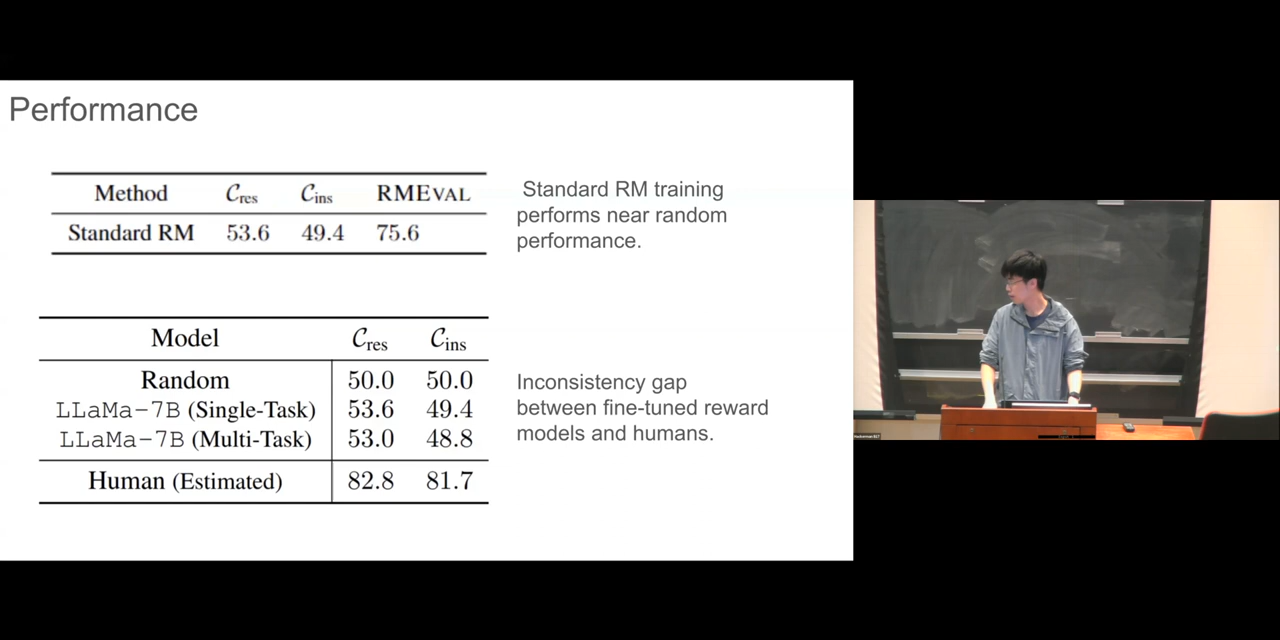 Performance
Method C_res C_ins RMEVAL
Standard RM 53.6 49.4 75.6
Standard RM training
performs near random
performance.
Model C_res C_ins
Random 50.0 50.0
LLaMa-7B (Single-Task) 53.6 49.4
LLaMa-7B (Multi-Task) 53.0 48.8
Human (Estimated) 82.8 81.7
Inconsistency gap
between fine-tuned reward
models and humans.